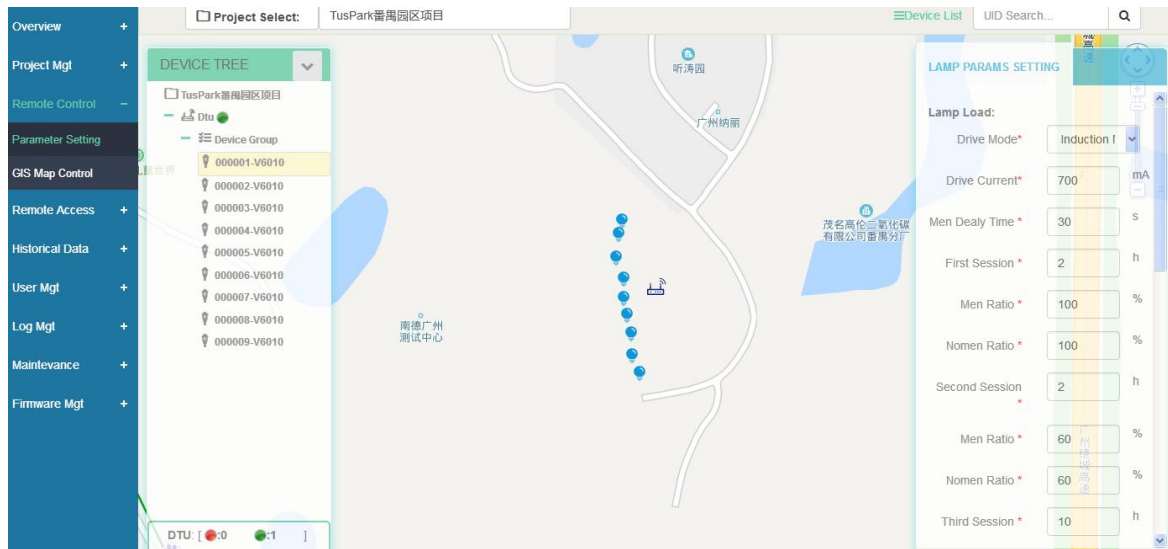 Project Select: TusPark番禺园区项目 Device List UID Search...
Overview +
Project Mgt +
Remote Control −
Parameter Setting
GIS Map Control
Remote Access +
Historical Data +
User Mgt +
Log Mgt +
Maintevance +
Firmware Mgt +
DEVICE TREE
TusPark番禺园区项目
− Dtu
− Device Group
000001-V6010
000002-V6010
000003-V6010
000004-V6010
000005-V6010
000006-V6010
000007-V6010
000008-V6010
000009-V6010
DTU: [ :0 :1 ]
世界
听涛园
广州纳丽
茂名高伦二氧化碳
有限公司番禺分厂
南德广州
测试中心
LAMP PARAMS SETTING
Lamp Load:
Drive Mode* Induction
Drive Current* 700 mA
Men Dealy Time * 30 s
First Session * 2 h
Men Ratio * 100 %
Nomen Ratio * 100 %
Second Session * 2 h
Men Ratio * 60 %
Nomen Ratio * 60 %
Third Session * 10 h